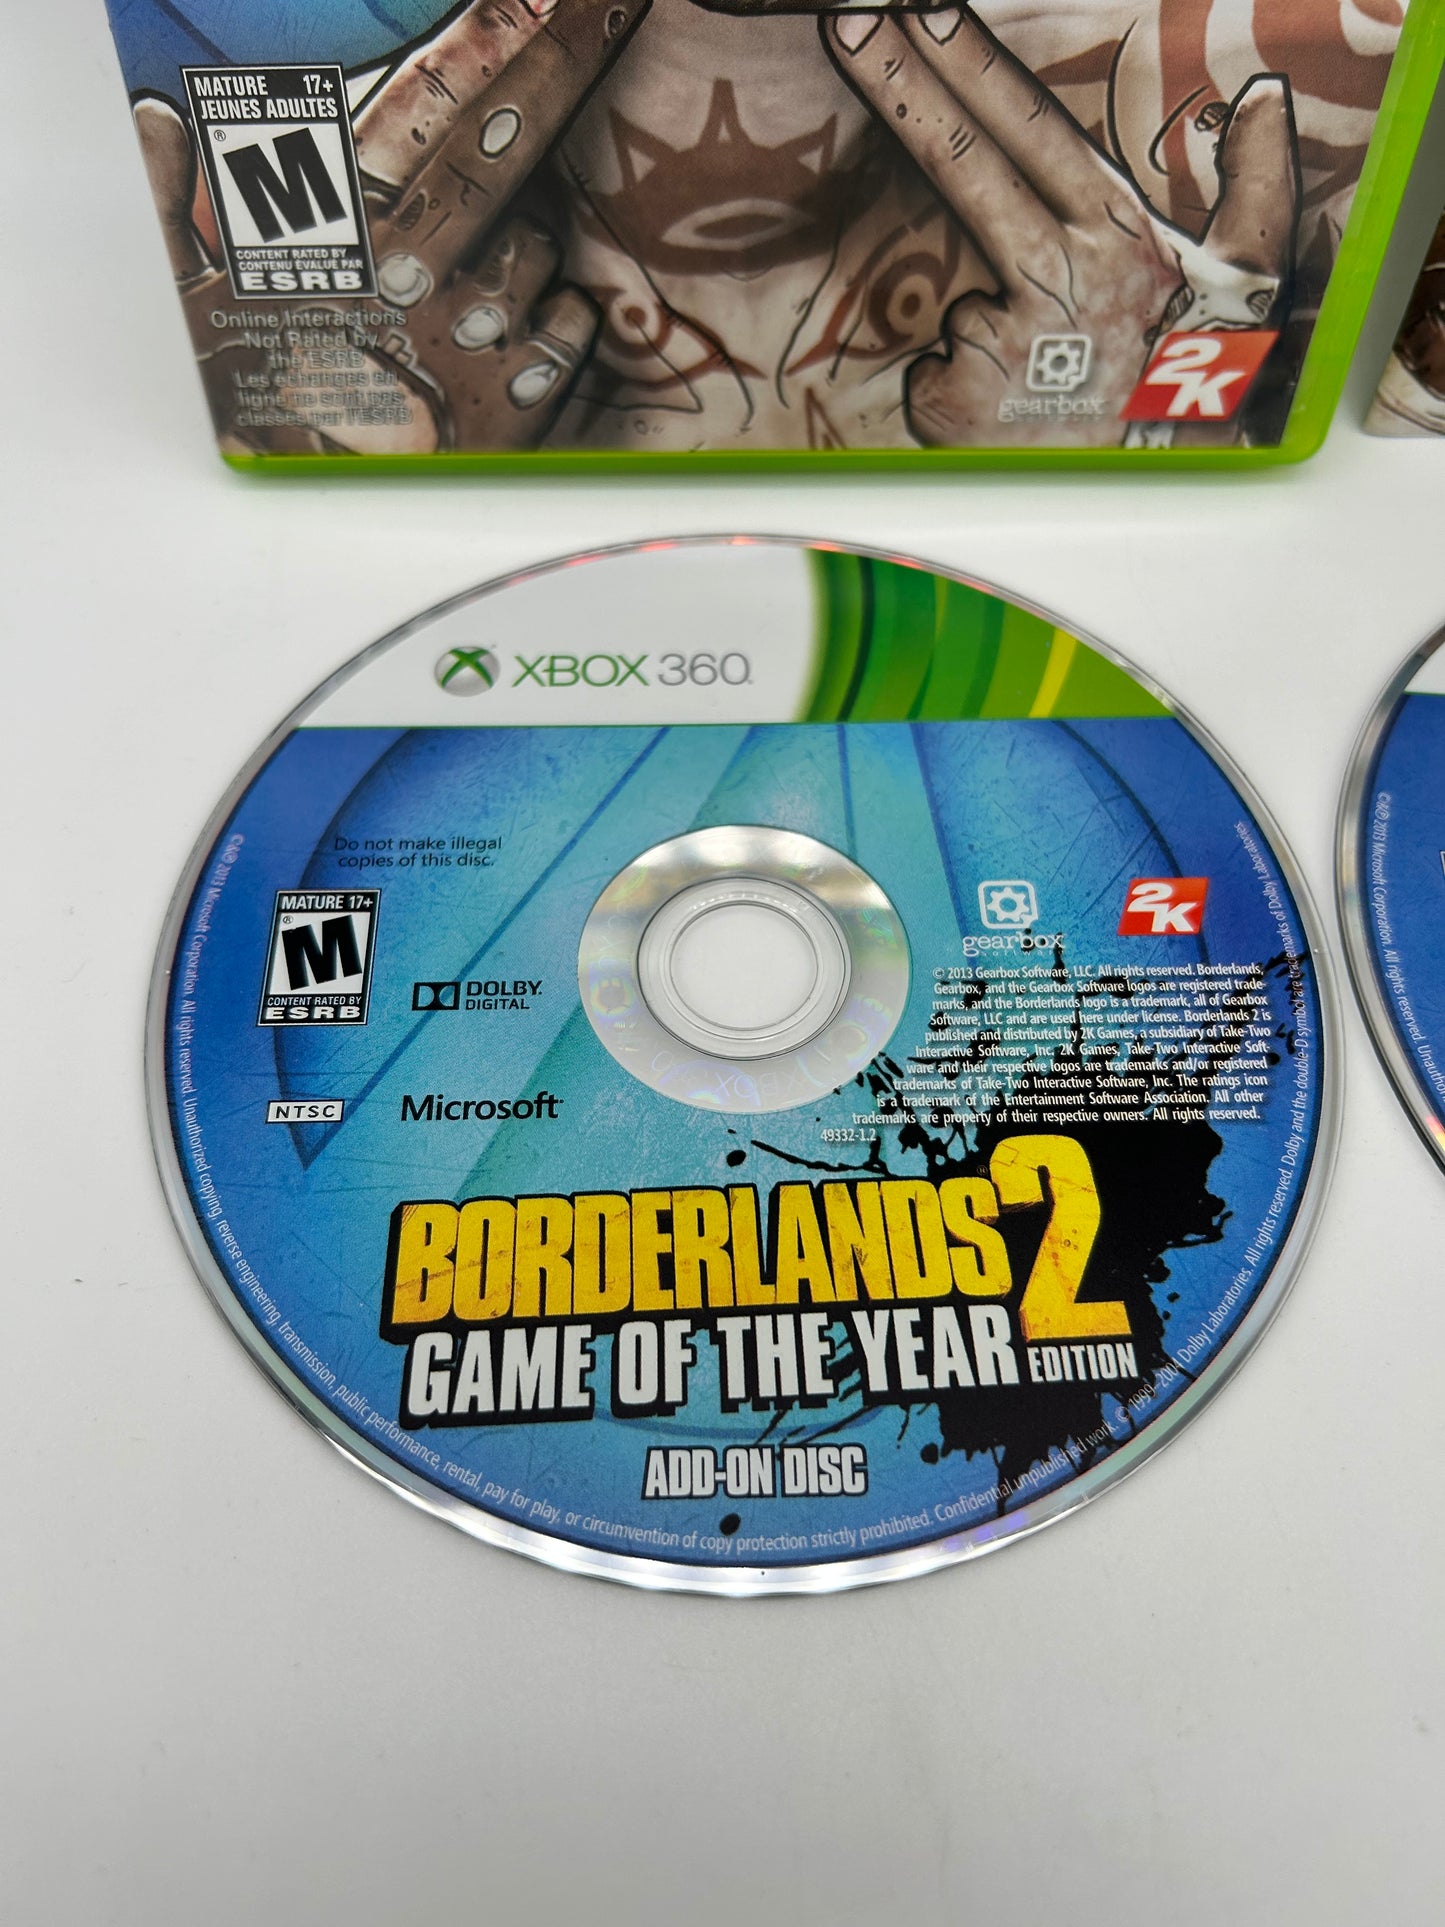 MATURE 17+
JEUNES ADULTES
M
®
CONTENT RATED BY
CONTENU ÉVALUÉ PAR
ESRB
Online Interactions
Not Rated by
the ESRB
Les échanges en
ligne ne sont pas
classés par l'ESRB
gearbox
2K
XBOX 360
Do not make illegal
copies of this disc.
MATURE 17+
®
M
CONTENT RATED BY
ESRB
DOLBY
DIGITAL
NTSC
Microsoft
gearbox
software
2K
© 2013 Gearbox Software, LLC. All rights reserved. Borderlands,
Gearbox, and the Gearbox Software logos are registered trade-
marks, and the Borderlands logo is a trademark, all of Gearbox
Software, LLC and are used here under license. Borderlands 2 is
published and distributed by 2K Games, a subsidiary of Take-Two
Interactive Software, Inc. 2K Games, Take-Two Interactive Soft-
ware and their respective logos are trademarks and/or registered
trademarks of Take-Two Interactive Software, Inc. The ratings icon
is a trademark of the Entertainment Software Association. All other
trademarks are property of their respective owners. All rights reserved.
49332-1.2
BORDERLANDS 2
GAME OF THE YEAR EDITION
ADD-ON DISC
©&℗ 2013 Microsoft Corporation. All rights reserved. Unauthorized copying, reverse engineering, transmission, public performance, rental, pay for play, or circumvention of copy protection strictly prohibited. Confidential unpublished work. © 1999–2004 Dolby Laboratories. All rights reserved. Dolby and the double-D symbol are trademarks of Dolby Laboratories.
©&℗ 2013 Microsoft Corporation. All rights reserved. Unauthor